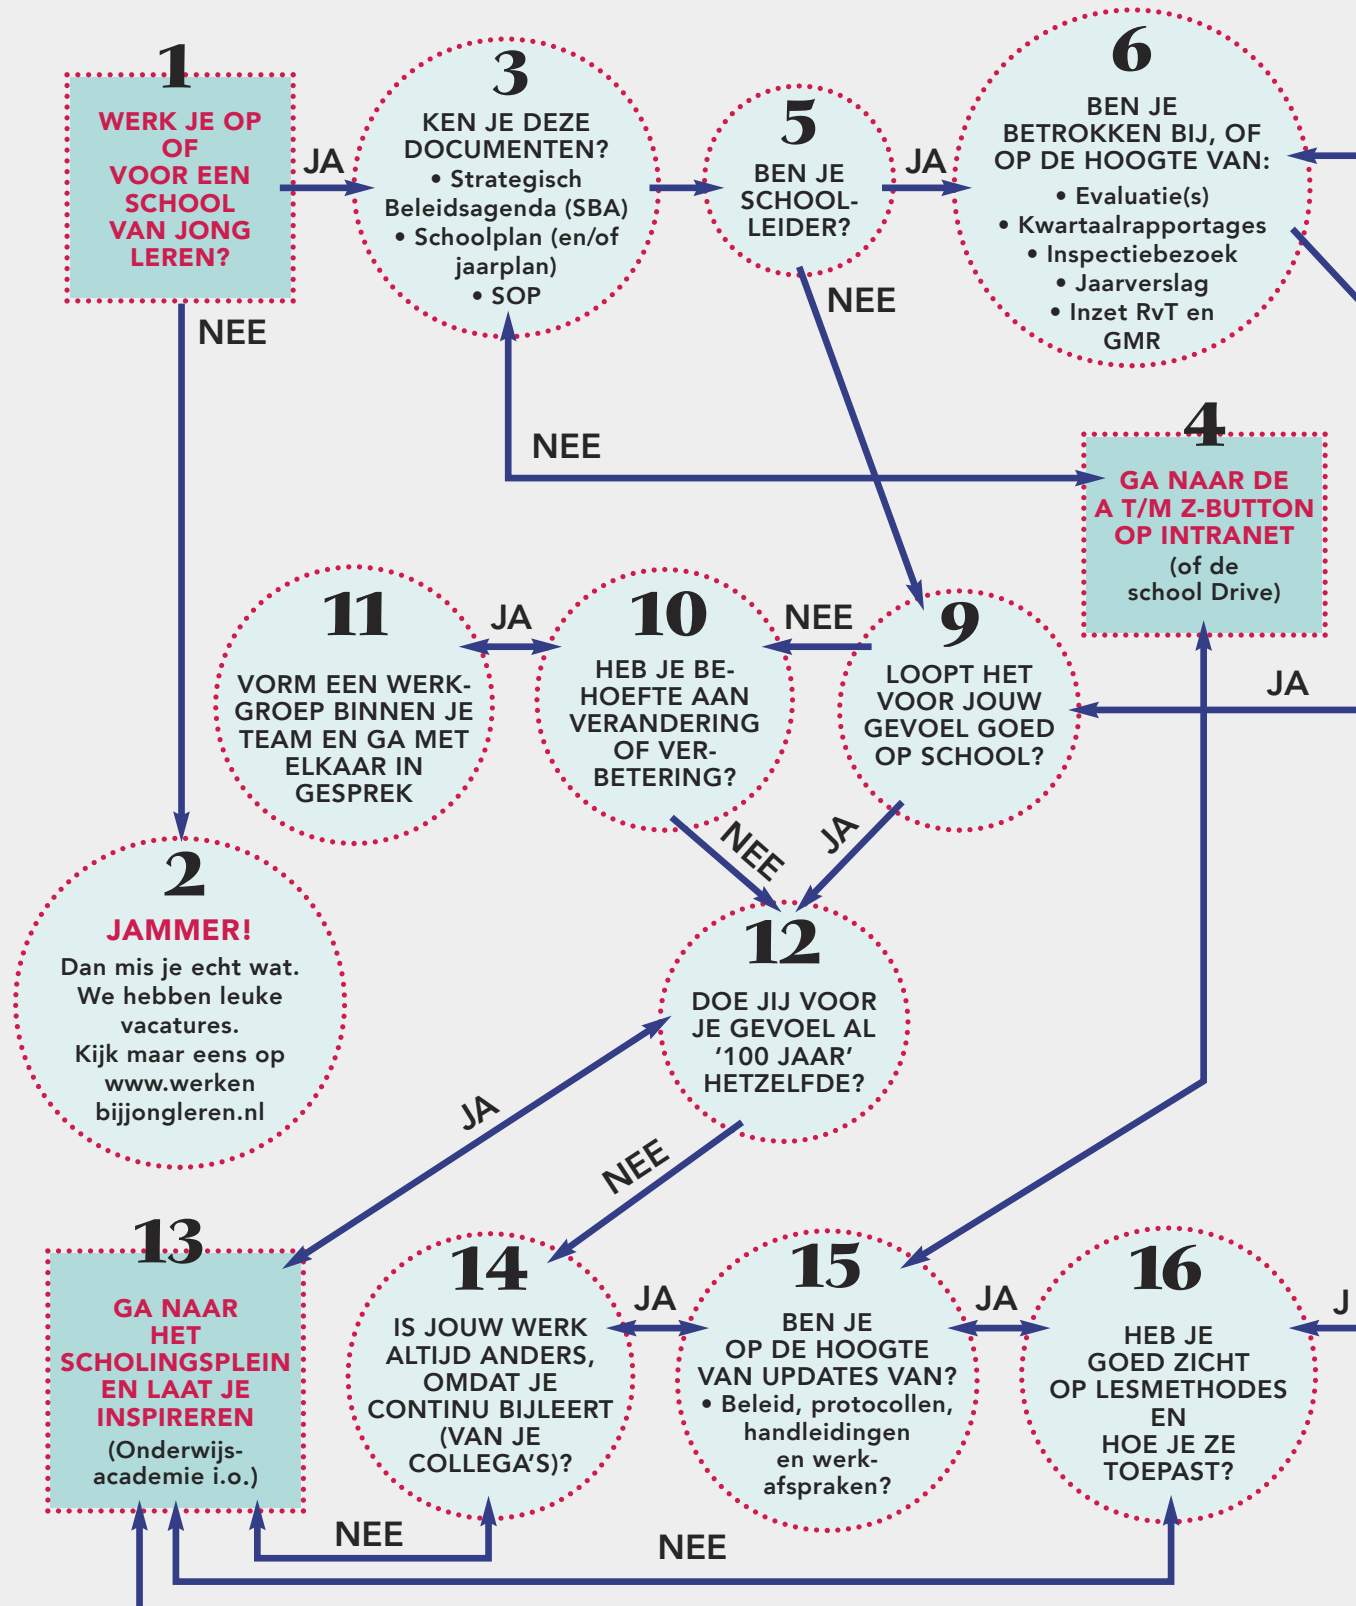 1
WERK JE OP
OF
VOOR EEN
SCHOOL
VAN JONG
LEREN?
JA
NEE
2
JAMMER!
Dan mis je echt wat.
We hebben leuke
vacatures.
Kijk maar eens op
www.werken
bijjongleren.nl
3
KEN JE DEZE
DOCUMENTEN?
• Strategisch
Beleidsagenda (SBA)
• Schoolplan (en/of
jaarplan)
• SOP
NEE
4
GA NAAR DE
A T/M Z-BUTTON
OP INTRANET
(of de
school Drive)
5
BEN JE
SCHOOL-
LEIDER?
JA
NEE
6
BEN JE
BETROKKEN BIJ, OF
OP DE HOOGTE VAN:
• Evaluatie(s)
• Kwartaalrapportages
• Inspectiebezoek
• Jaarverslag
• Inzet RvT en
GMR
JA
9
LOOPT HET
VOOR JOUW
GEVOEL GOED
OP SCHOOL?
NEE
JA
10
HEB JE BE-
HOEFTE AAN
VERANDERING
OF VER-
BETERING?
JA
NEE
11
VORM EEN WERK-
GROEP BINNEN JE
TEAM EN GA MET
ELKAAR IN
GESPREK
12
DOE JIJ VOOR
JE GEVOEL AL
‘100 JAAR’
HETZELFDE?
JA
NEE
13
GA NAAR
HET
SCHOLINGSPLEIN
EN LAAT JE
INSPIREREN
(Onderwijs-
academie i.o.)
14
IS JOUW WERK
ALTIJD ANDERS,
OMDAT JE
CONTINU BIJLEERT
(VAN JE
COLLEGA’S)?
JA
NEE
15
BEN JE
OP DE HOOGTE
VAN UPDATES VAN?
• Beleid, protocollen,
handleidingen
en werk-
afspraken?
JA
16
HEB JE
GOED ZICHT
OP LESMETHODES
EN
HOE JE ZE
TOEPAST?
J
NEE